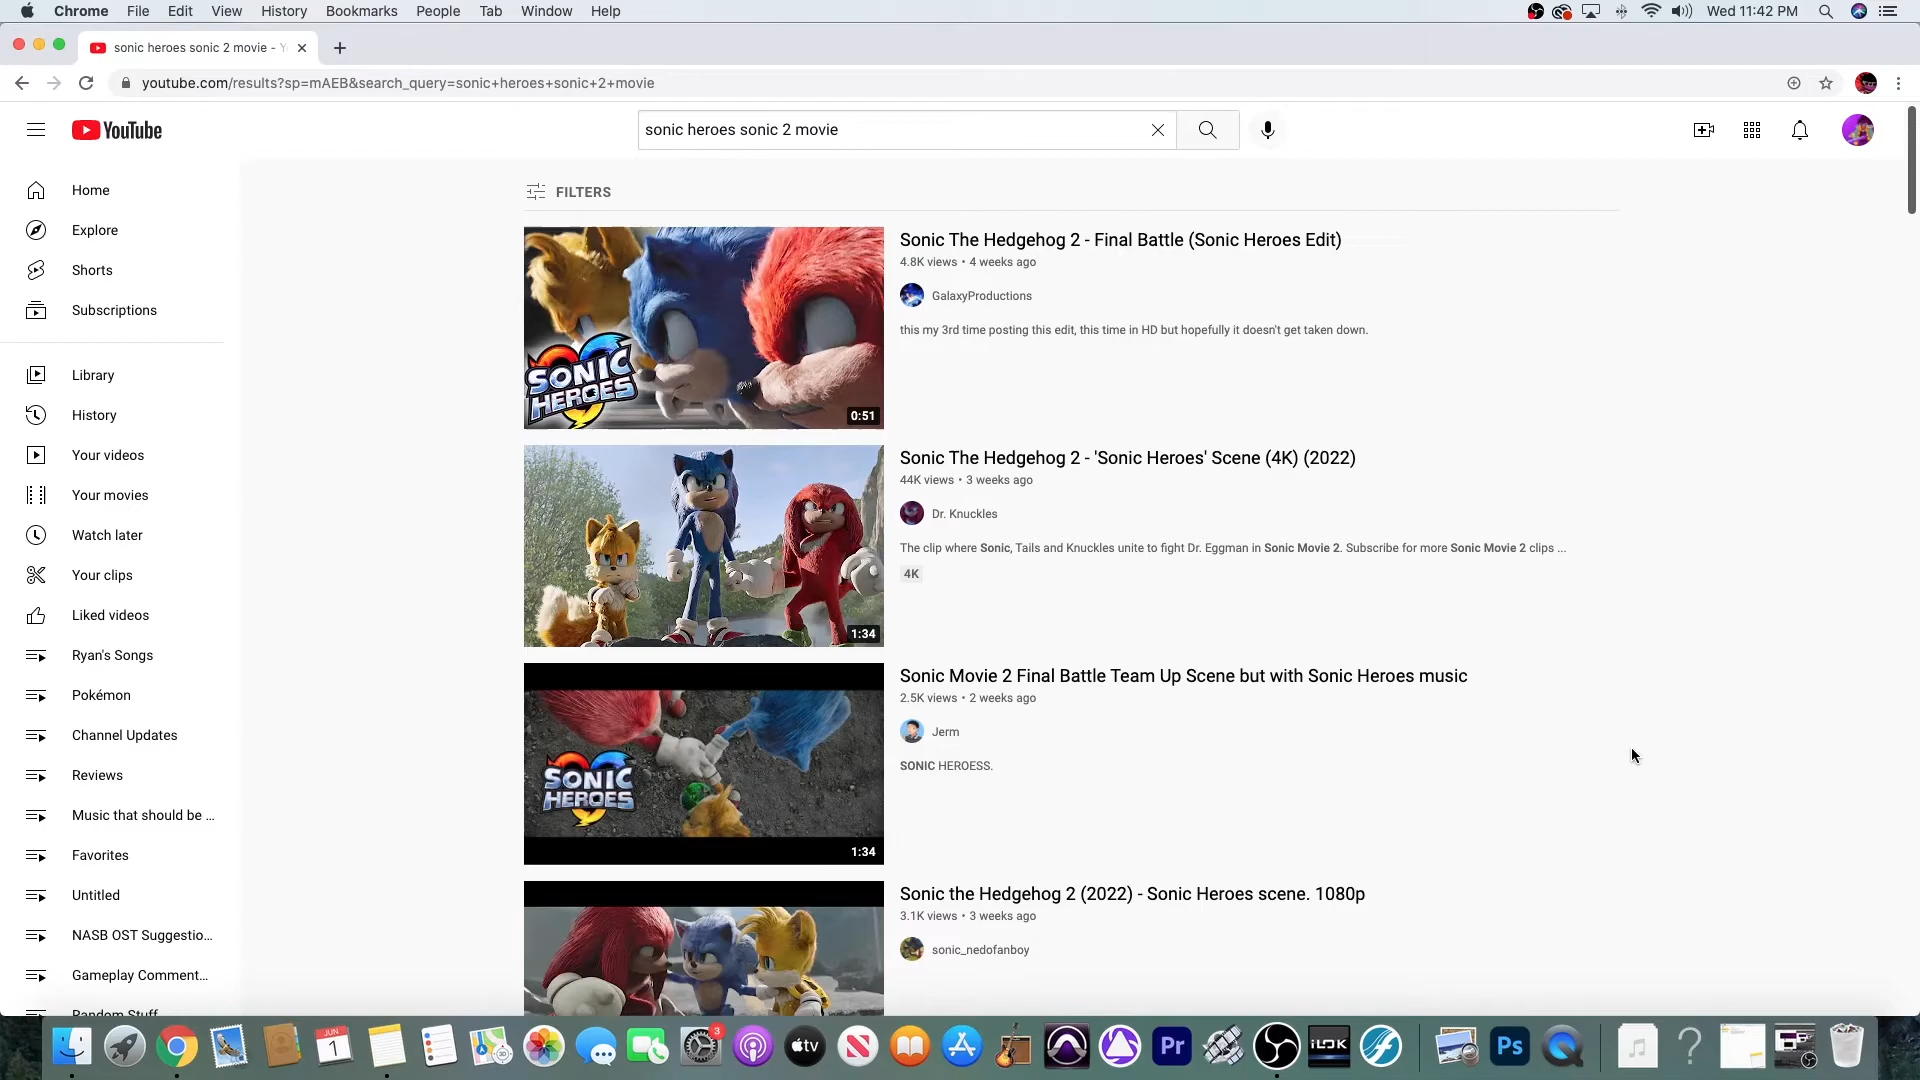 Chrome File Edit View History Bookmarks People Tab Window Help Wed 11:42 PM
sonic heroes sonic 2 movie -
youtube.com/results?sp=mAEB&search_query=sonic+heroes+sonic+2+movie
YouTube
sonic heroes sonic 2 movie
Home
Explore
Shorts
Subscriptions
Library
History
Your videos
Your movies
Watch later
Your clips
Liked videos
Ryan's Songs
Pokémon
Channel Updates
Reviews
Music that should be ...
Favorites
Untitled
NASB OST Suggestio...
Gameplay Comment...
Random Stuff
FILTERS
SONIC
HEROES
0:51
Sonic The Hedgehog 2 - Final Battle (Sonic Heroes Edit)
4.8K views • 4 weeks ago
GalaxyProductions
this my 3rd time posting this edit, this time in HD but hopefully it doesn't get taken down.
1:34
Sonic The Hedgehog 2 - 'Sonic Heroes' Scene (4K) (2022)
44K views • 3 weeks ago
Dr. Knuckles
The clip where Sonic, Tails and Knuckles unite to fight Dr. Eggman in Sonic Movie 2. Subscribe for more Sonic Movie 2 clips ...
4K
SONIC
HEROES
1:34
Sonic Movie 2 Final Battle Team Up Scene but with Sonic Heroes music
2.5K views • 2 weeks ago
Jerm
SONIC HEROESS.
Sonic the Hedgehog 2 (2022) - Sonic Heroes scene. 1080p
3.1K views • 3 weeks ago
sonic_nedofanboy
JUN
1
3
tv
Pr
iLOK
Ps